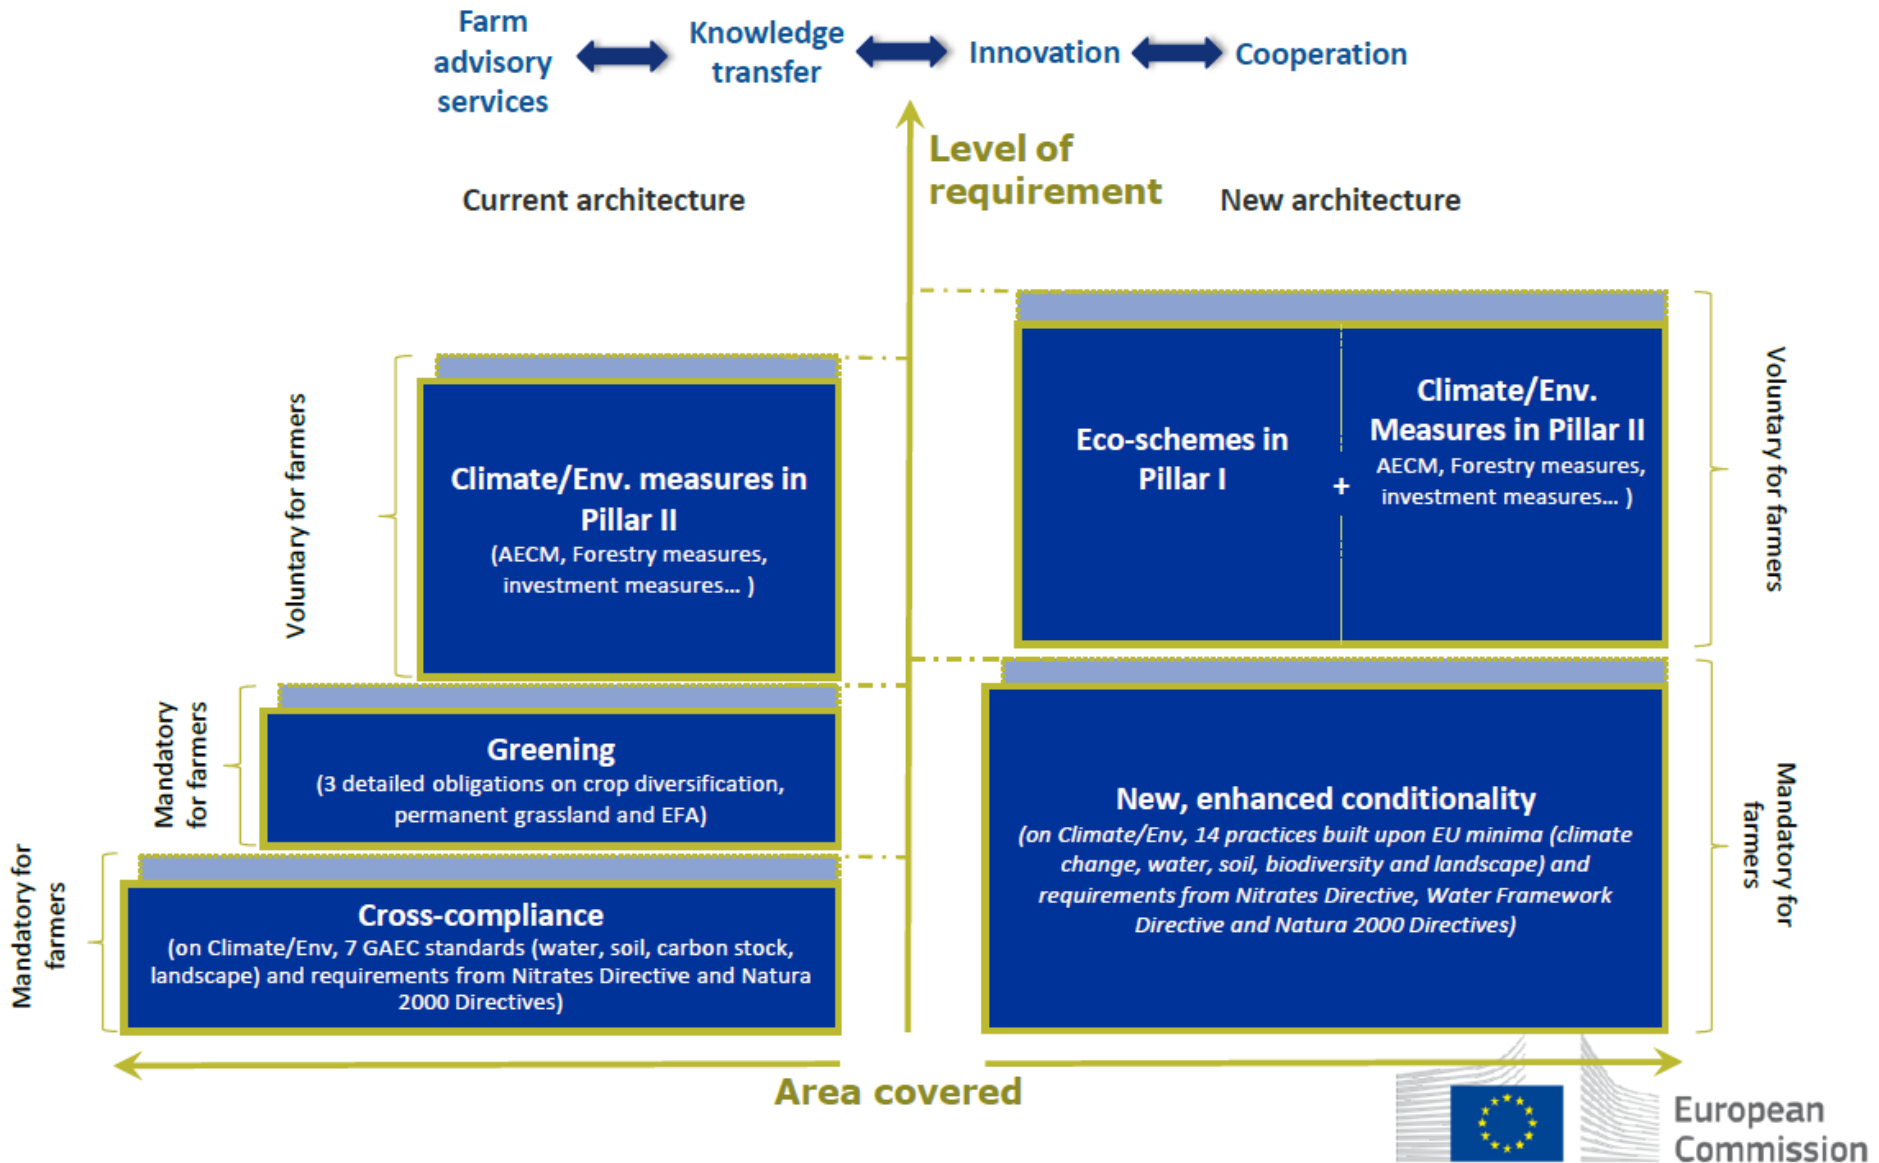 Farm
advisory
services
Knowledge
transfer
Innovation
Cooperation
Level of
requirement
Current architecture
New architecture
Voluntary for farmers
Climate/Env. measures in
Pillar II
(AECM, Forestry measures,
investment measures... )
Mandatory
for farmers
Greening
(3 detailed obligations on crop diversification,
permanent grassland and EFA)
Mandatory for
farmers
Cross-compliance
(on Climate/Env, 7 GAEC standards (water, soil, carbon stock,
landscape) and requirements from Nitrates Directive and Natura
2000 Directives)
Eco-schemes in
Pillar I
+
Climate/Env.
Measures in Pillar II
AECM, Forestry measures,
investment measures... )
Voluntary for farmers
New, enhanced conditionality
(on Climate/Env, 14 practices built upon EU minima (climate
change, water, soil, biodiversity and landscape) and
requirements from Nitrates Directive, Water Framework
Directive and Natura 2000 Directives)
Mandatory for
farmers
Area covered
European
Commission